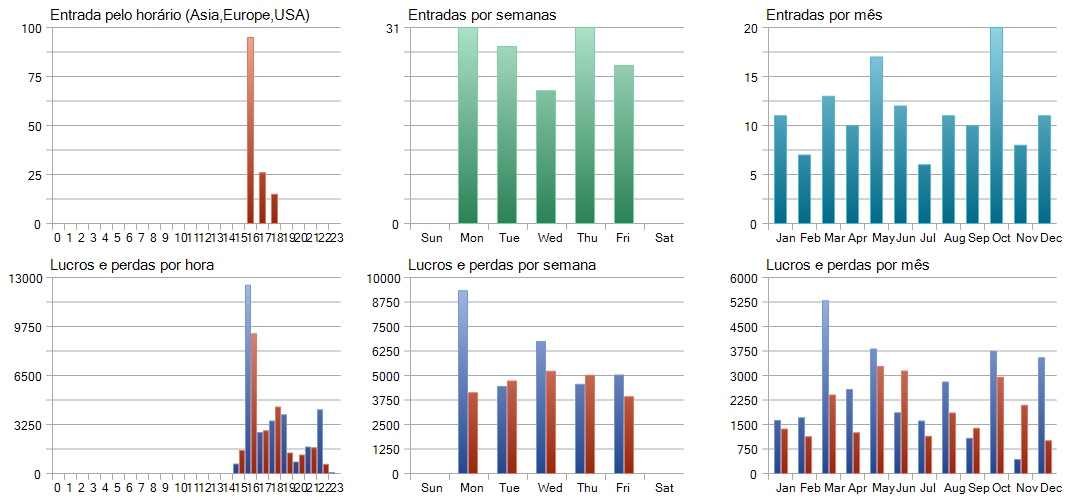 Entrada pelo horário (Asia,Europe,USA)
100
75
50
25
0
0 1 2 3 4 5 6 7 8 9 10 11 12 13 14 15 16 17 18 19 20 21 22 23
Entradas por semanas
31
0
Sun Mon Tue Wed Thu Fri Sat
Entradas por mês
20
15
10
5
0
Jan Feb Mar Apr May Jun Jul Aug Sep Oct Nov Dec
Lucros e perdas por hora
13000
9750
6500
3250
0
0 1 2 3 4 5 6 7 8 9 10 11 12 13 14 15 16 17 18 19 20 21 22 23
Lucros e perdas por semana
10000
8750
7500
6250
5000
3750
2500
1250
0
Sun Mon Tue Wed Thu Fri Sat
Lucros e perdas por mês
6000
5250
4500
3750
3000
2250
1500
750
0
Jan Feb Mar Apr May Jun Jul Aug Sep Oct Nov Dec